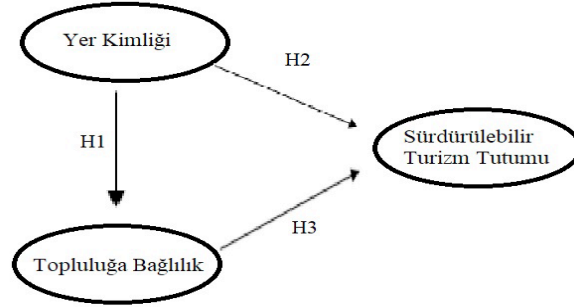 Yer Kimliği
H2
Sürdürülebilir
Turizm Tutumu
H1
H3
Topluluğa Bağlılık